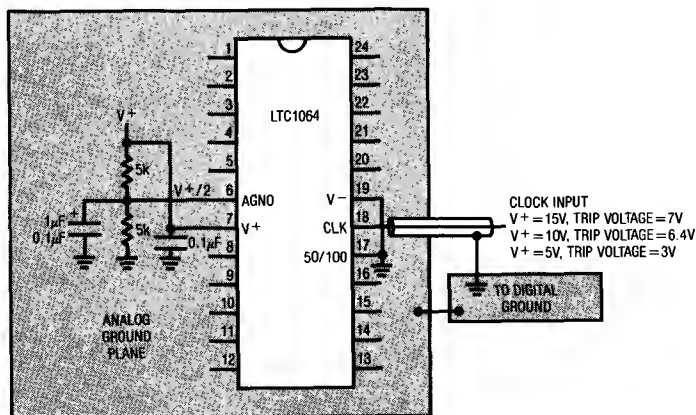 LTC1064
1
2
3
4
5
6
7
8
9
10
11
12
24
23
22
21
20
19
18
17
16
15
14
13
AGND
V+
V−
CLK
50/100
V+
5k
V+/2
5k
1μF
+
0.1μF
0.1μF
ANALOG
GROUND
PLANE
CLOCK INPUT
V+ = 15V, TRIP VOLTAGE = 7V
V+ = 10V, TRIP VOLTAGE = 6.4V
V+ = 5V, TRIP VOLTAGE = 3V
TO DIGITAL
GROUND